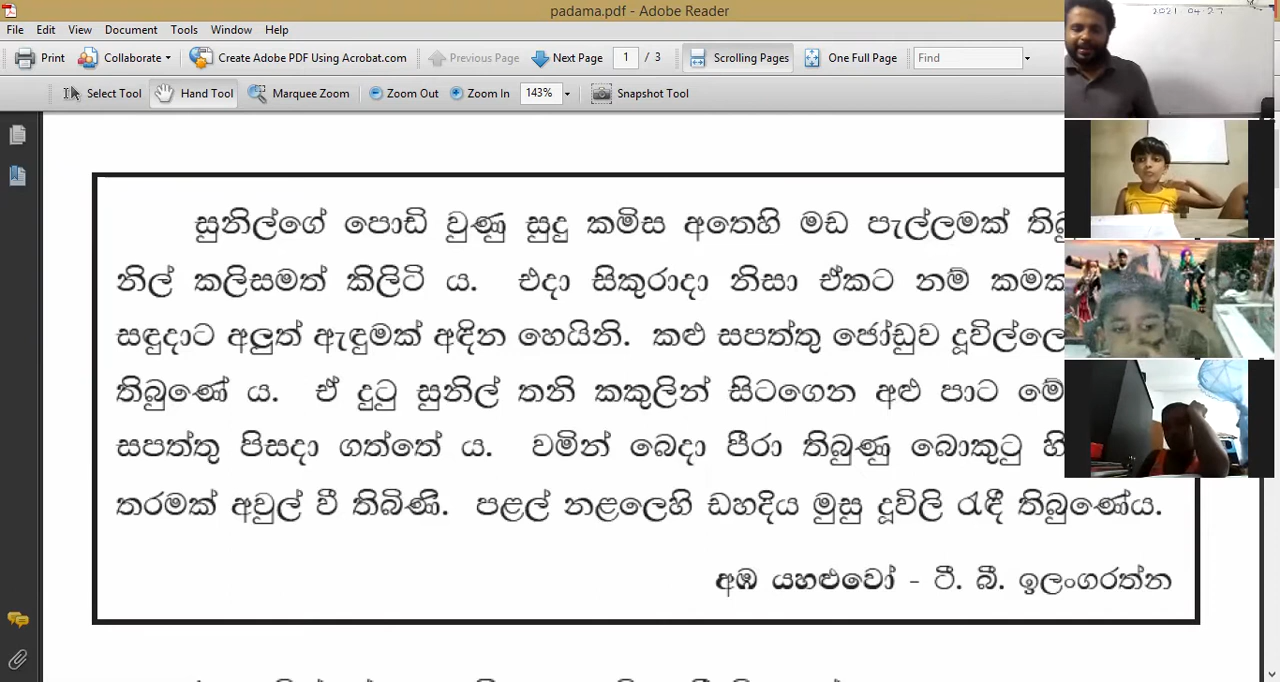 padama.pdf - Adobe Reader
File Edit View Document Tools Window Help
Print Collaborate Create Adobe PDF Using Acrobat.com Previous Page Next Page 1 / 3 Scrolling Pages One Full Page Find
Select Tool Hand Tool Marquee Zoom Zoom Out Zoom In 143% Snapshot Tool
2021 04 27
සුනිල්ගේ පොඩි වුණු සුදු කමිස අතෙහි මඩ පැල්ලමක්
නිල් කලිසමත් කිලිටි ය. එදා සිකුරාදා නිසා ඒකට නම්
සඳුදාට අලුත් ඇඳුමක් අඳින හෙයිනි. කළු සපත්තු ජෝඩුව
තිබුණේ ය. ඒ දුටු සුනිල් තනි කකුලින් සිටගෙන අළු පාට
සපත්තු පිසදා ගත්තේ ය. වමින් බෙදා පීරා තිබුණු බොකුටු
තරමක් අවුල් වී තිබිණි. පළල් නළලෙහි ඩහදිය මුසු දූවිලි රැඳී තිබුණේය.
අඹ යහළුවෝ - ටී. බී. ඉලංගරත්න